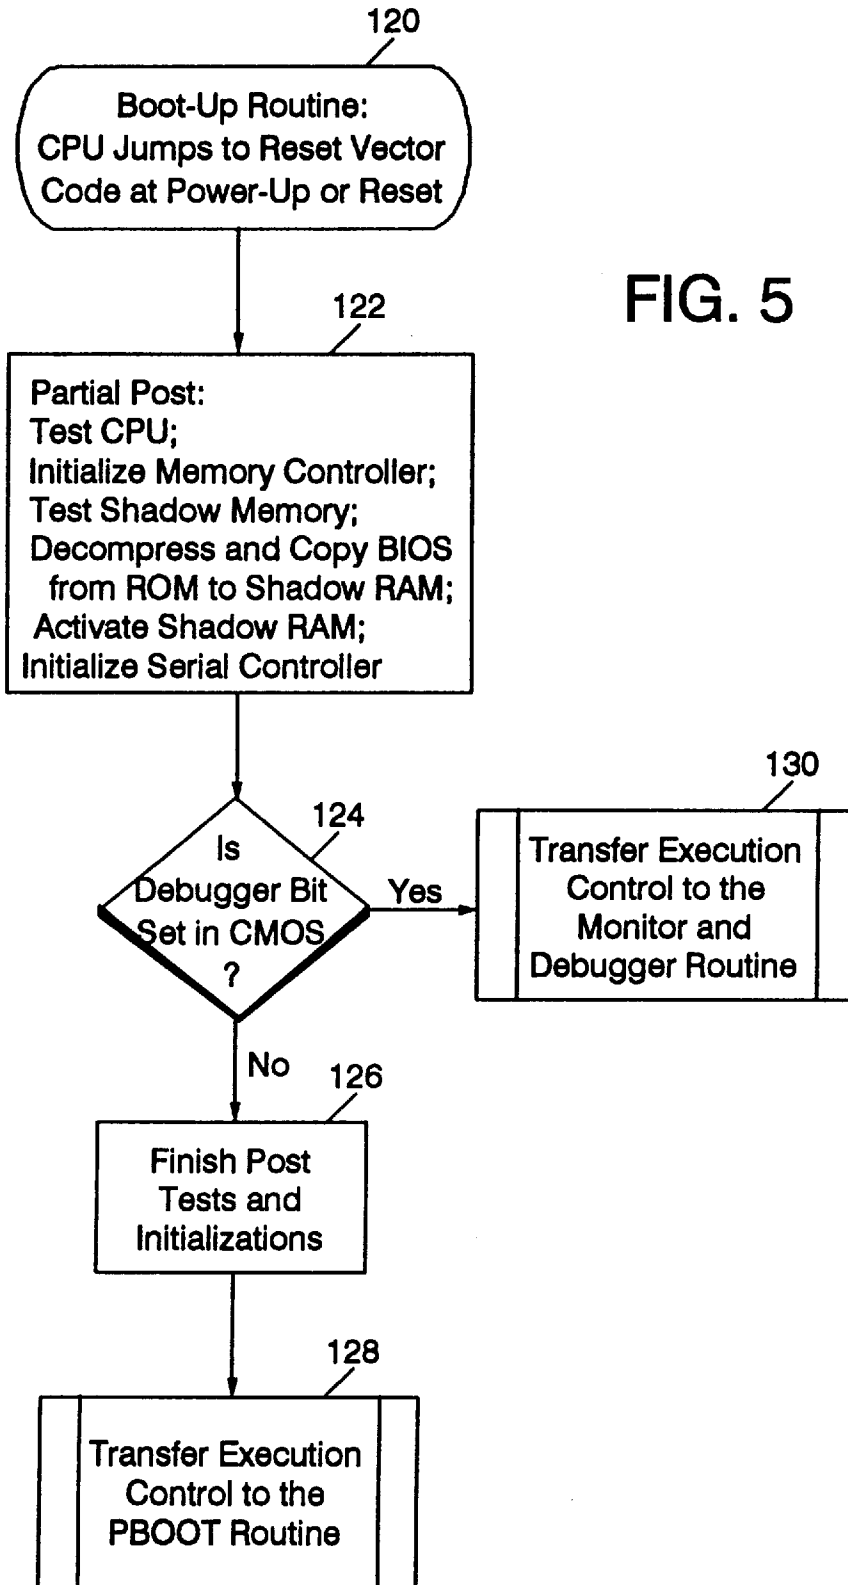 120
Boot-Up Routine:
CPU Jumps to Reset Vector
Code at Power-Up or Reset
FIG. 5
122
Partial Post:
Test CPU;
Initialize Memory Controller;
Test Shadow Memory;
Decompress and Copy BIOS
from ROM to Shadow RAM;
Activate Shadow RAM;
Initialize Serial Controller
124
Is
Debugger Bit
Set in CMOS
?
Yes
130
Transfer Execution
Control to the
Monitor and
Debugger Routine
No
126
Finish Post
Tests and
Initializations
128
Transfer Execution
Control to the
PBOOT Routine